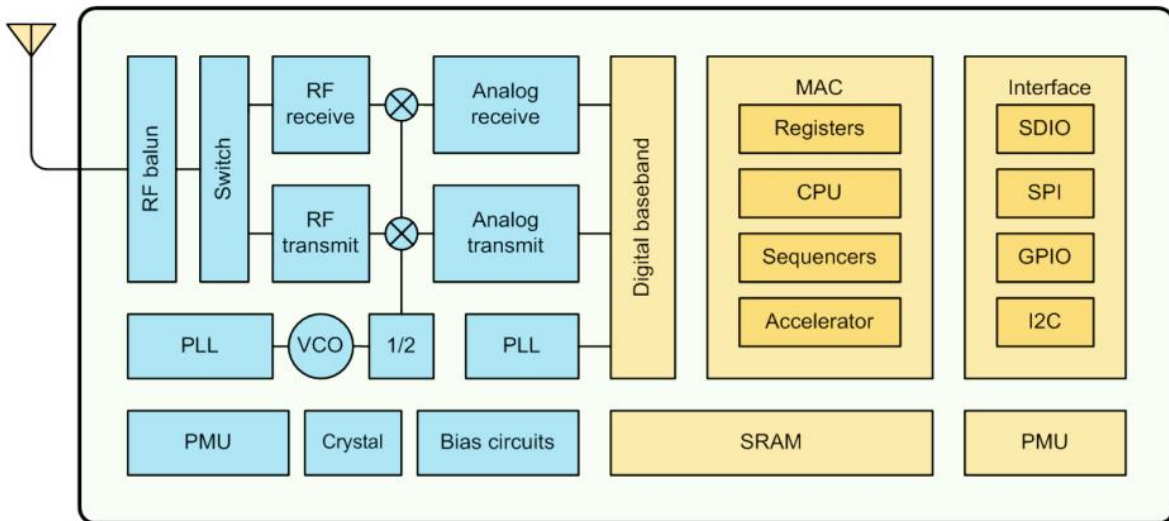 RF balun
Switch
RF
receive
RF
transmit
Analog
receive
Analog
transmit
PLL
VCO
1/2
PLL
Digital baseband
MAC
Registers
CPU
Sequencers
Accelerator
Interface
SDIO
SPI
GPIO
I2C
PMU
Crystal
Bias circuits
SRAM
PMU